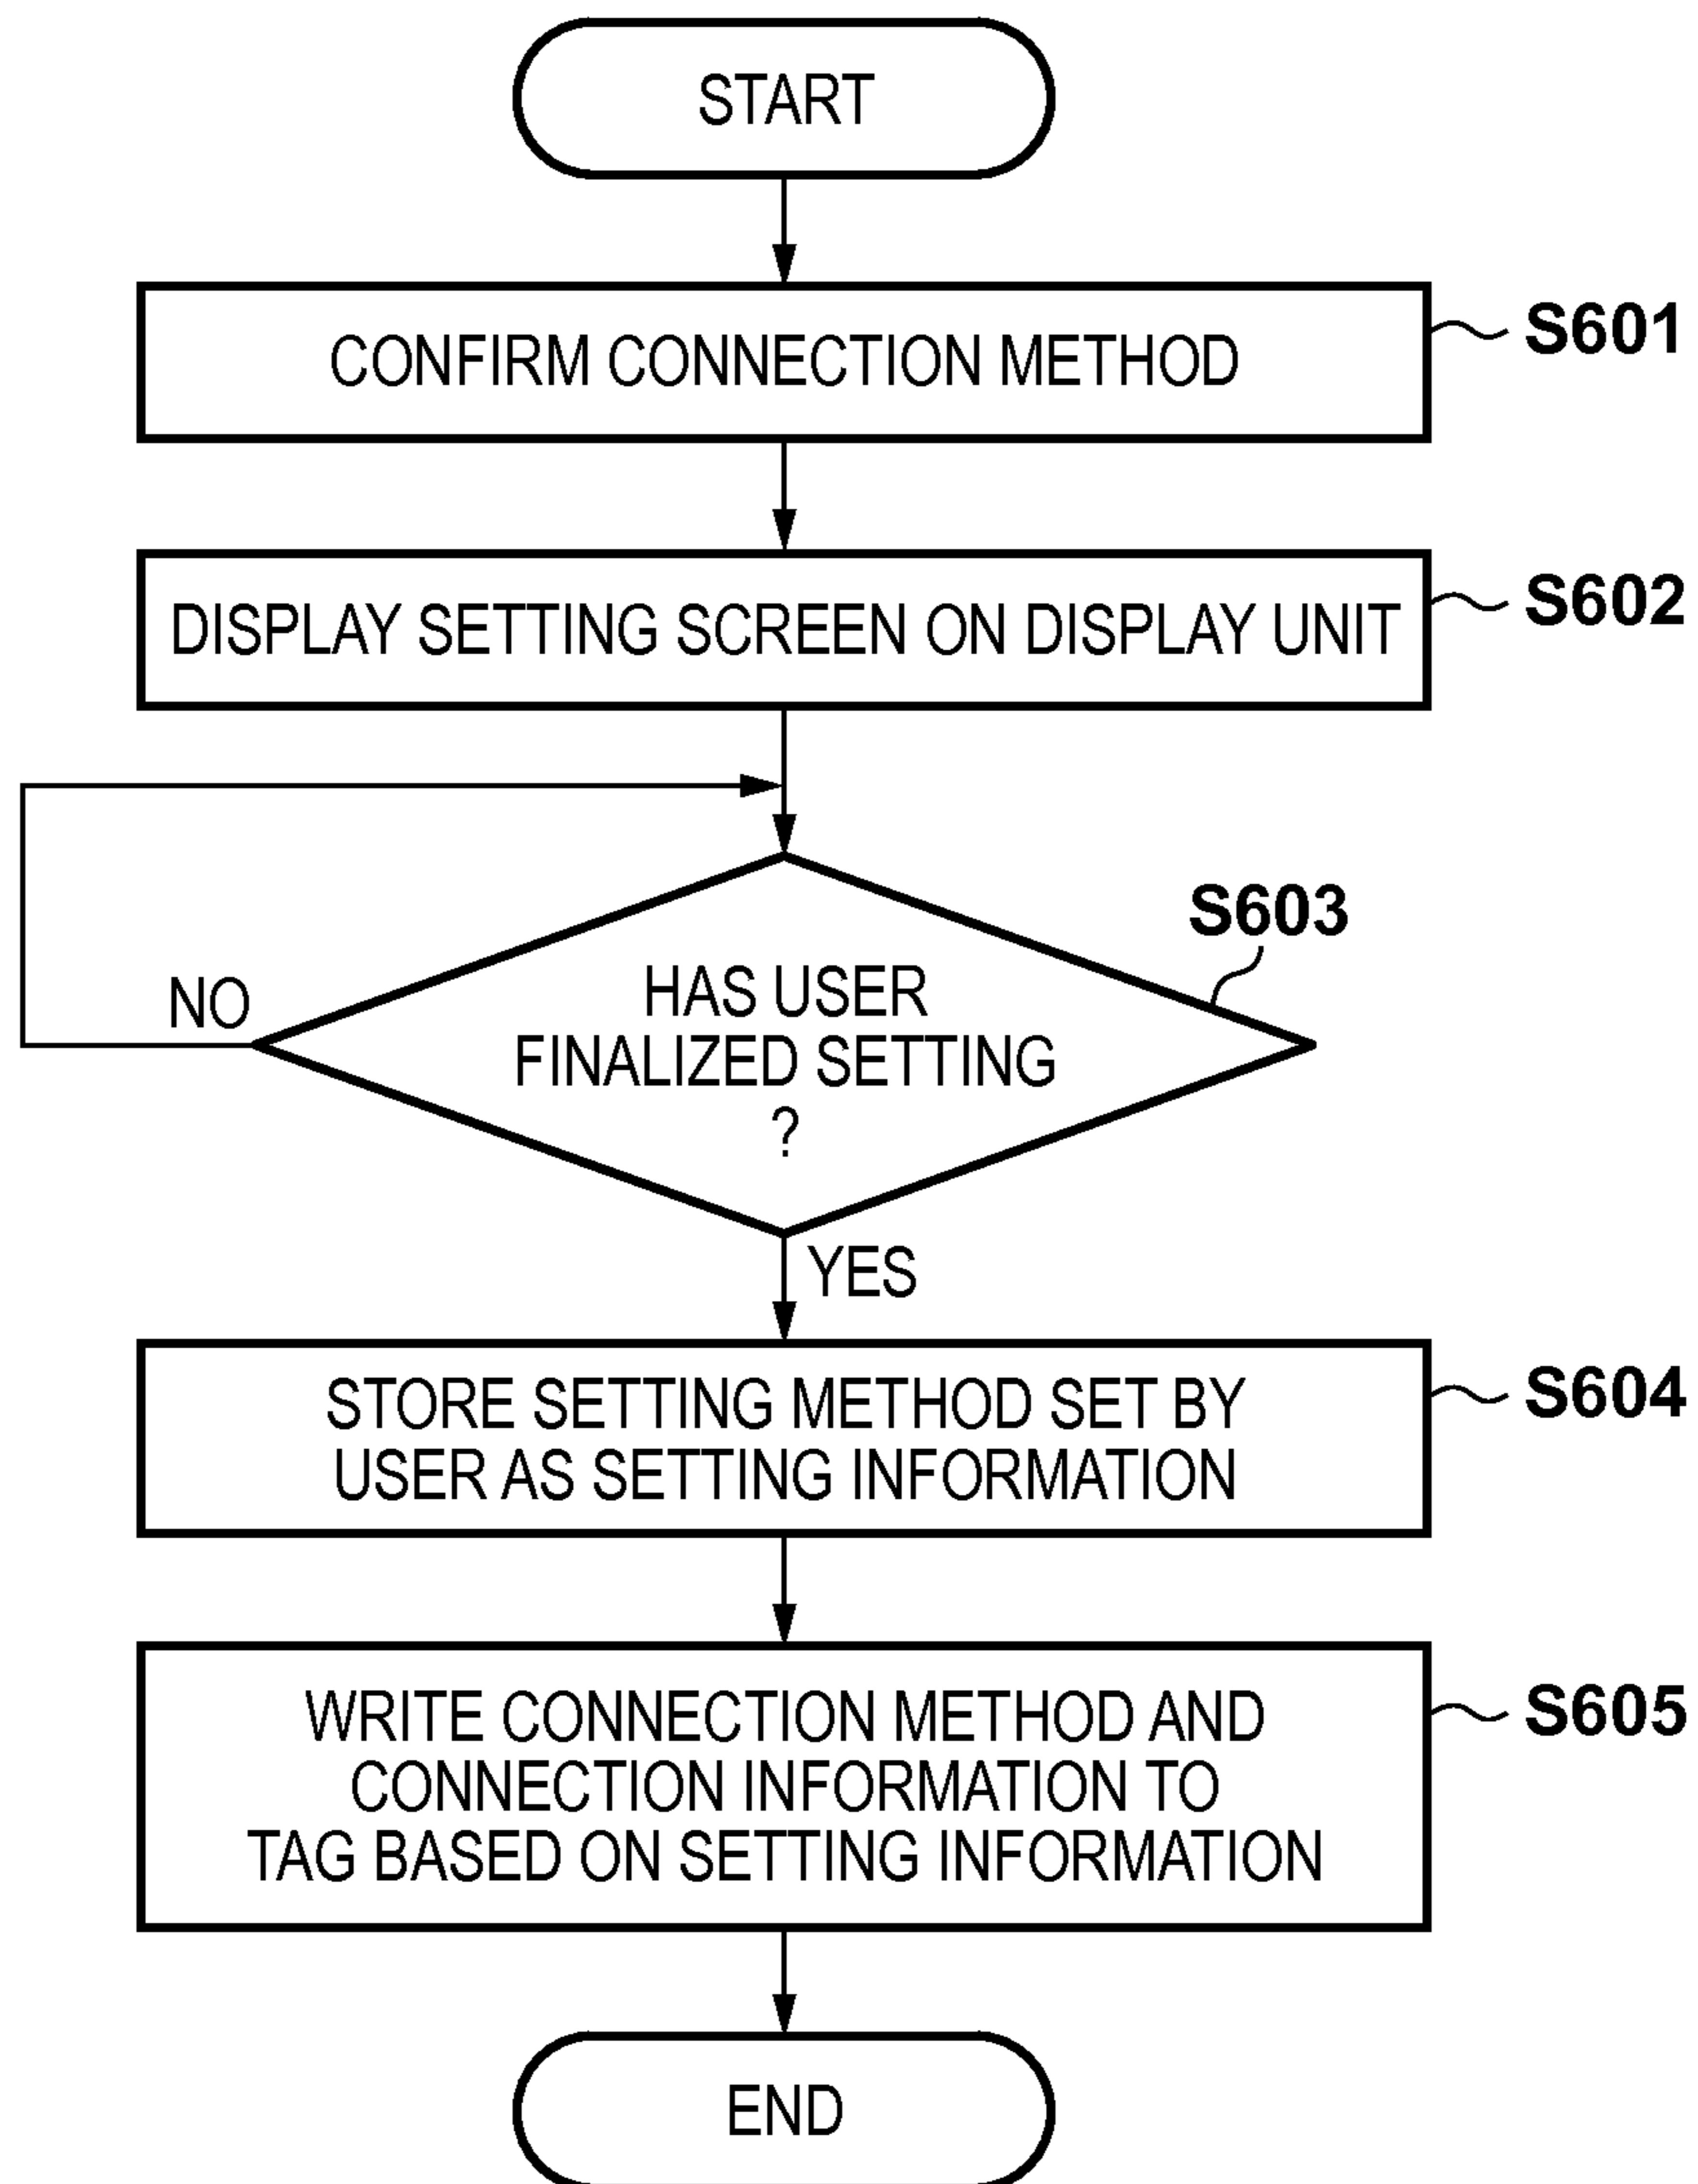 START
CONFIRM CONNECTION METHOD
S601
DISPLAY SETTING SCREEN ON DISPLAY UNIT
S602
S603
HAS USER
FINALIZED SETTING
?
NO
YES
STORE SETTING METHOD SET BY
USER AS SETTING INFORMATION
S604
WRITE CONNECTION METHOD AND
CONNECTION INFORMATION TO
TAG BASED ON SETTING INFORMATION
S605
END